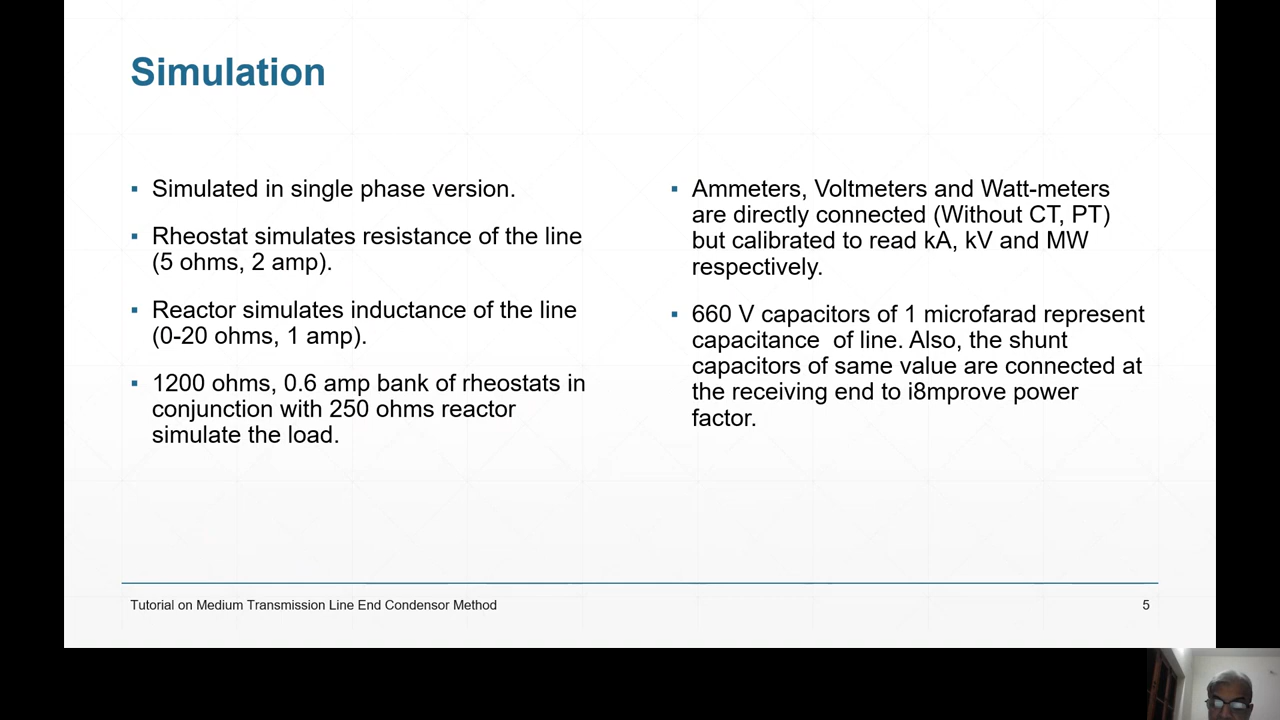 Simulation
▪ Simulated in single phase version.
▪ Rheostat simulates resistance of the line
(5 ohms, 2 amp).
▪ Reactor simulates inductance of the line
(0-20 ohms, 1 amp).
▪ 1200 ohms, 0.6 amp bank of rheostats in
conjunction with 250 ohms reactor
simulate the load.
▪ Ammeters, Voltmeters and Watt-meters
are directly connected (Without CT, PT)
but calibrated to read kA, kV and MW
respectively.
▪ 660 V capacitors of 1 microfarad represent
capacitance  of line. Also, the shunt
capacitors of same value are connected at
the receiving end to i8mprove power
factor.
Tutorial on Medium Transmission Line End Condensor Method
5